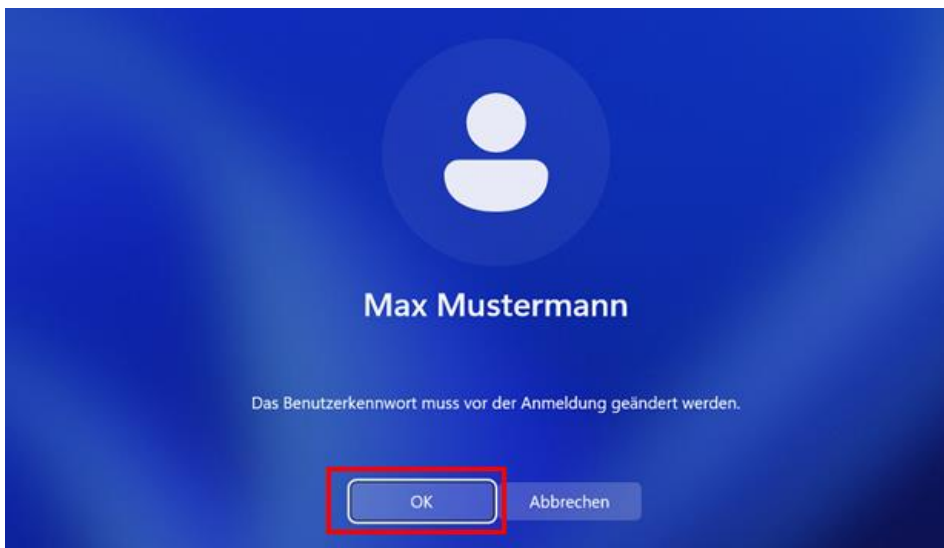 Max Mustermann
Das Benutzerkennwort muss vor der Anmeldung geändert werden.
OK Abbrechen